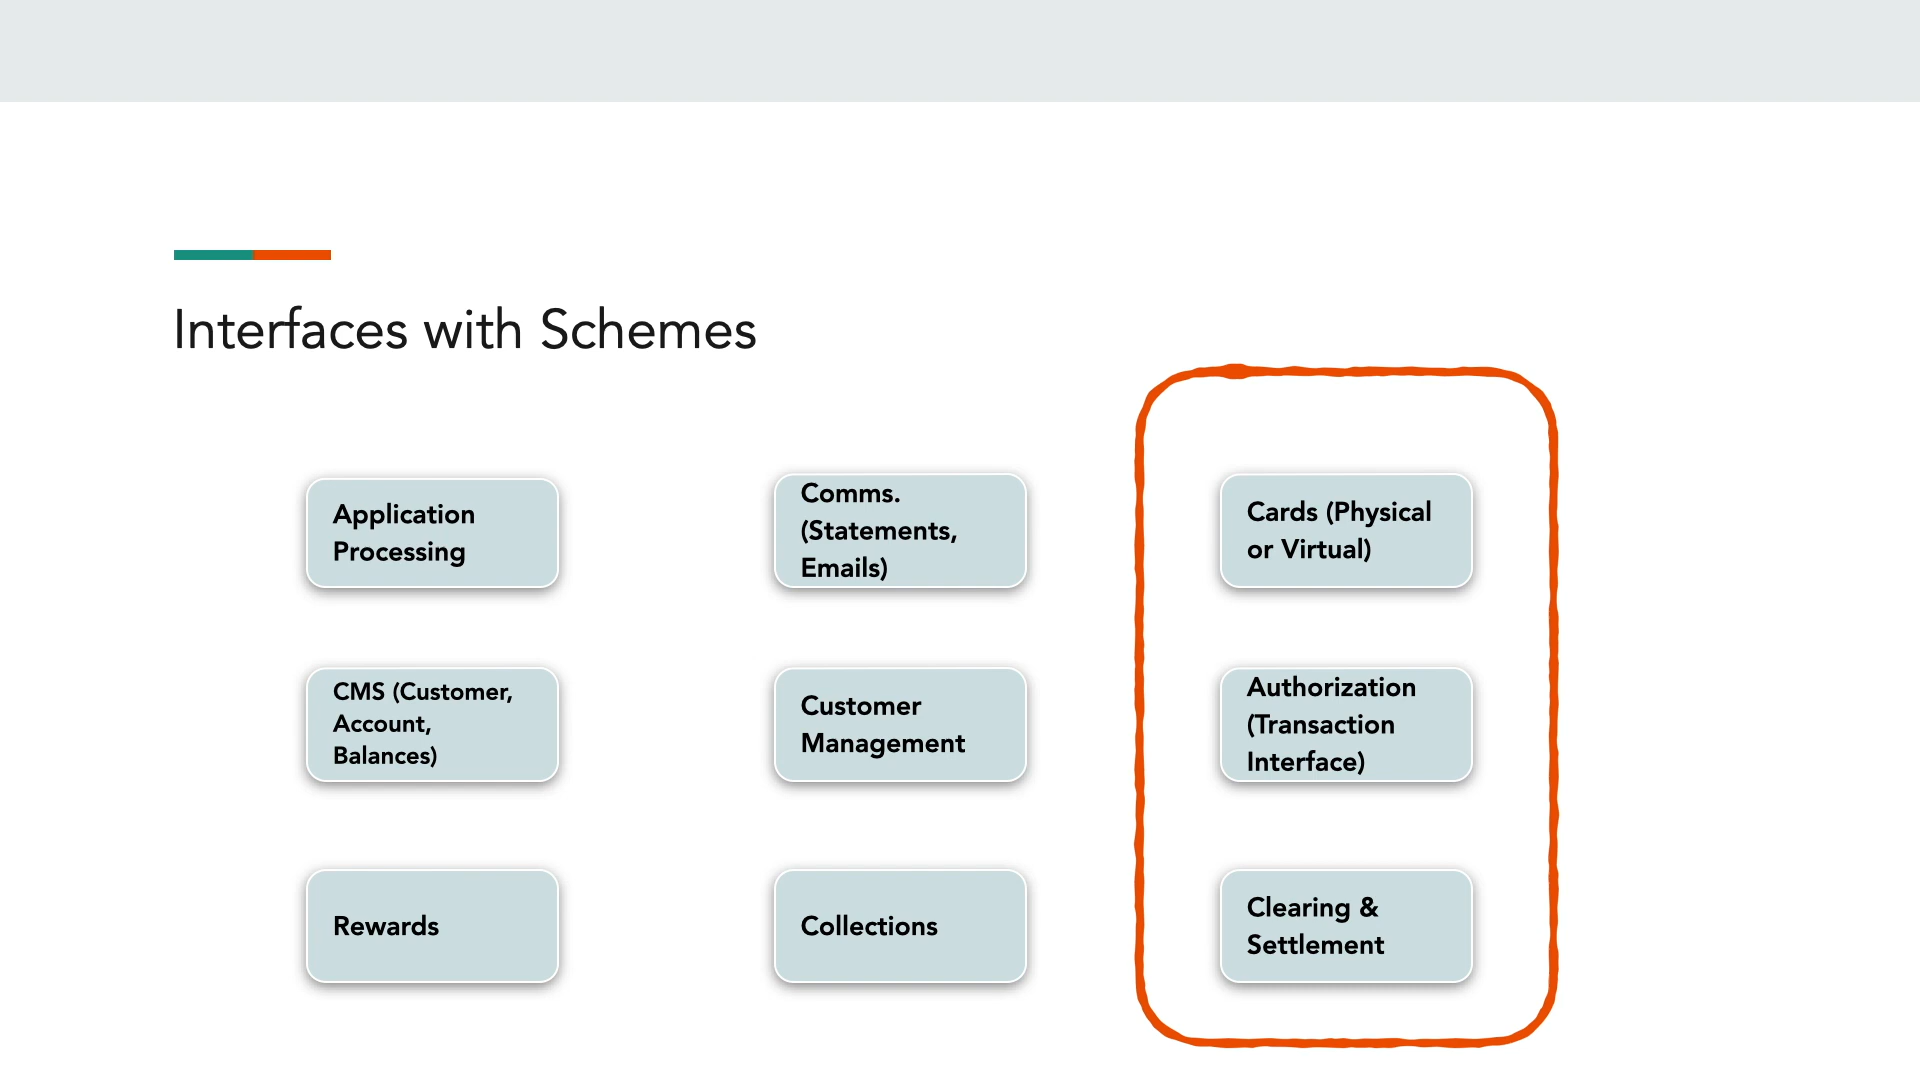 Interfaces with Schemes
Application
Processing
Comms.
(Statements,
Emails)
Cards (Physical
or Virtual)
CMS (Customer,
Account,
Balances)
Customer
Management
Authorization
(Transaction
Interface)
Rewards
Collections
Clearing &
Settlement